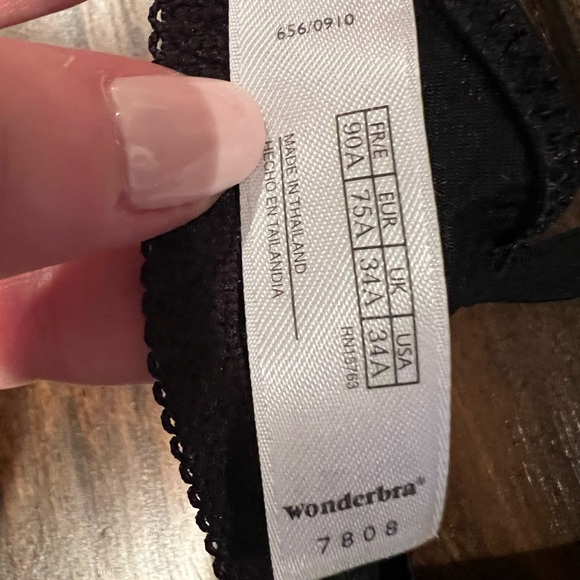 656/0910
FR/E EUR UK USA
90A 75A 34A 34A
RN15763
MADE IN THAILAND
HECHO EN TAILANDIA
Wonderbra®
7808